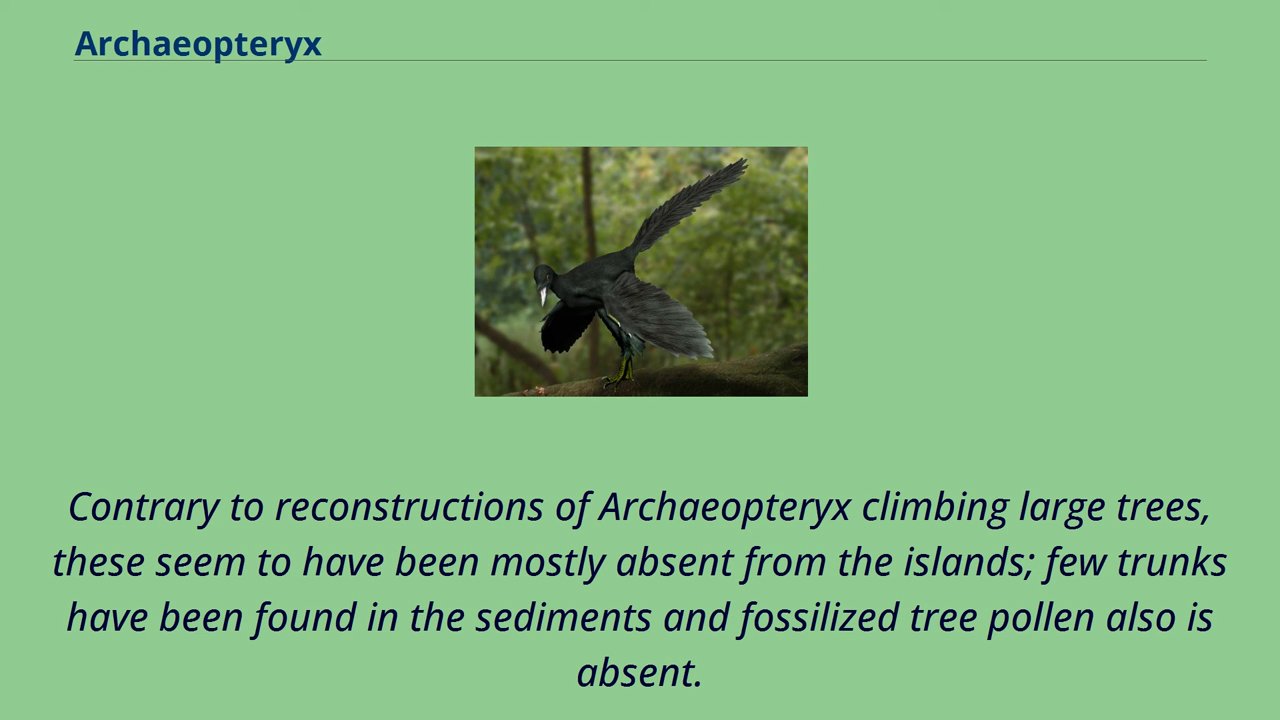 Archaeopteryx
Contrary to reconstructions of Archaeopteryx climbing large trees,
these seem to have been mostly absent from the islands; few trunks
have been found in the sediments and fossilized tree pollen also is
absent.